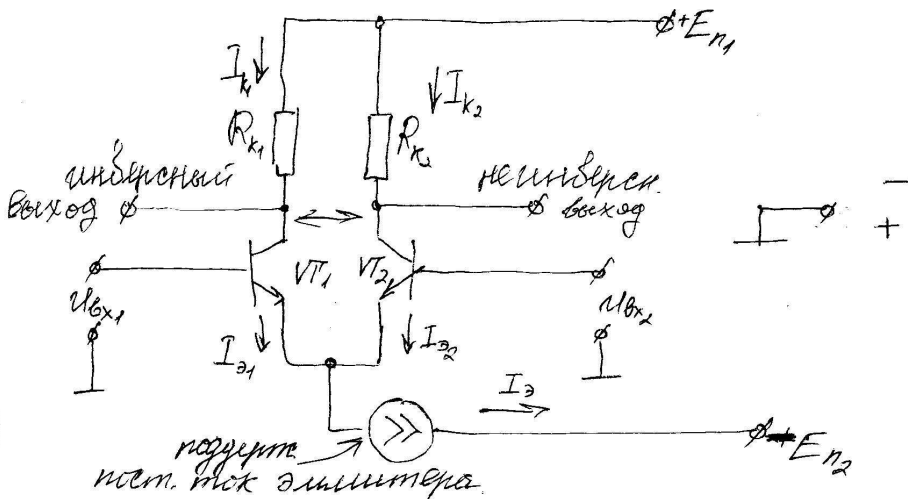 +Eп1
Iк1
Iк2
Rк1
Rк2
инверсный
выход
неинверсн.
выход
−
+
VT1
VT2
Uвх1
Uвх2
Iэ1
Iэ2
Iэ
поддерж.
пост. ток эммитера
Eп2